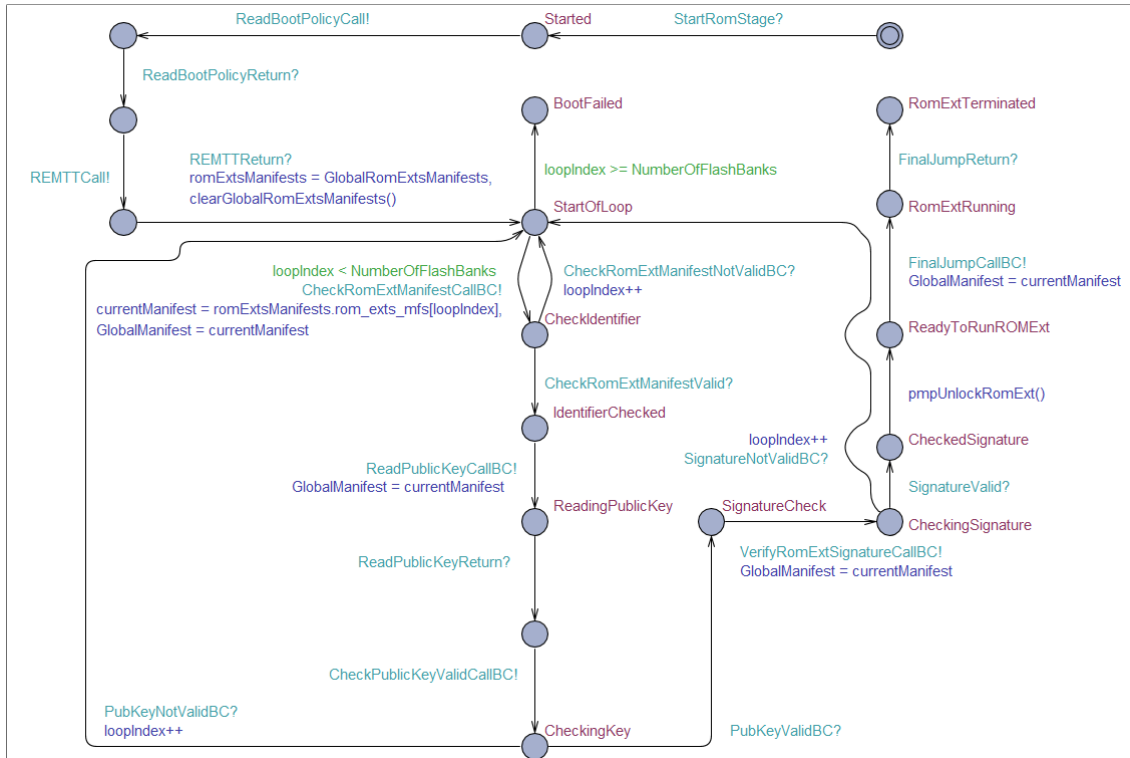 ReadBootPolicyCall!
Started
StartRomStage?
ReadBootPolicyReturn?
BootFailed
RomExtTerminated
REMTTCall!
REMTTReturn?
romExtsManifests = GlobalRomExtsManifests,
clearGlobalRomExtsManifests()
loopIndex >= NumberOfFlashBanks
FinalJumpReturn?
StartOfLoop
RomExtRunning
loopIndex < NumberOfFlashBanks
CheckRomExtManifestCallBC!
currentManifest = romExtsManifests.rom_exts_mfs[loopIndex],
GlobalManifest = currentManifest
CheckRomExtManifestNotValidBC?
loopIndex++
FinalJumpCallBC!
GlobalManifest = currentManifest
CheckIdentifier
ReadyToRunROMExt
CheckRomExtManifestValid?
pmpUnlockRomExt()
IdentifierChecked
loopIndex++
SignatureNotValidBC?
CheckedSignature
ReadPublicKeyCallBC!
GlobalManifest = currentManifest
SignatureValid?
ReadingPublicKey
SignatureCheck
CheckingSignature
ReadPublicKeyReturn?
VerifyRomExtSignatureCallBC!
GlobalManifest = currentManifest
CheckPublicKeyValidCallBC!
PubKeyNotValidBC?
loopIndex++
CheckingKey
PubKeyValidBC?